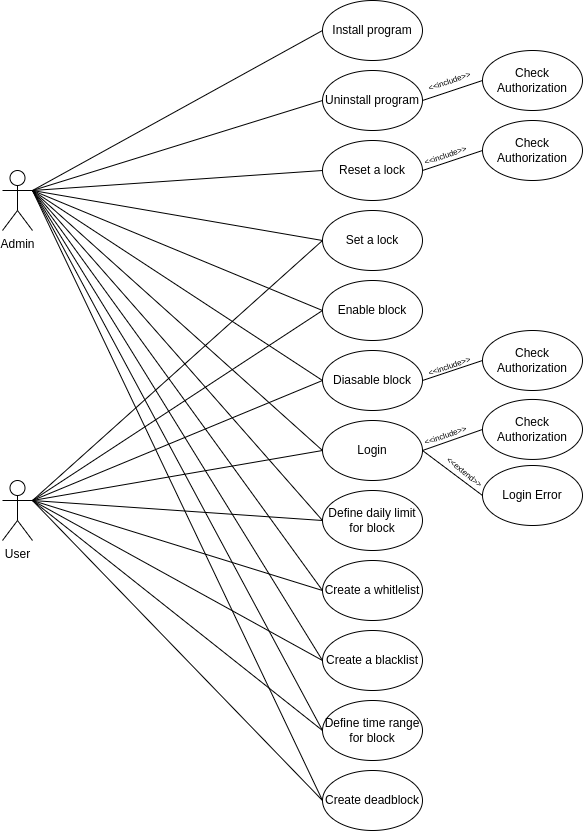 Install program
Uninstall program
<<include>>
Check
Authorization
Reset a lock
<<include>>
Check
Authorization
Admin
Set a lock
Enable block
Diasable block
<<include>>
Check
Authorization
Login
<<include>>
Check
Authorization
<<extend>>
Login Error
User
Define daily limit
for block
Create a whitlelist
Create a blacklist
Define time range
for block
Create deadblock